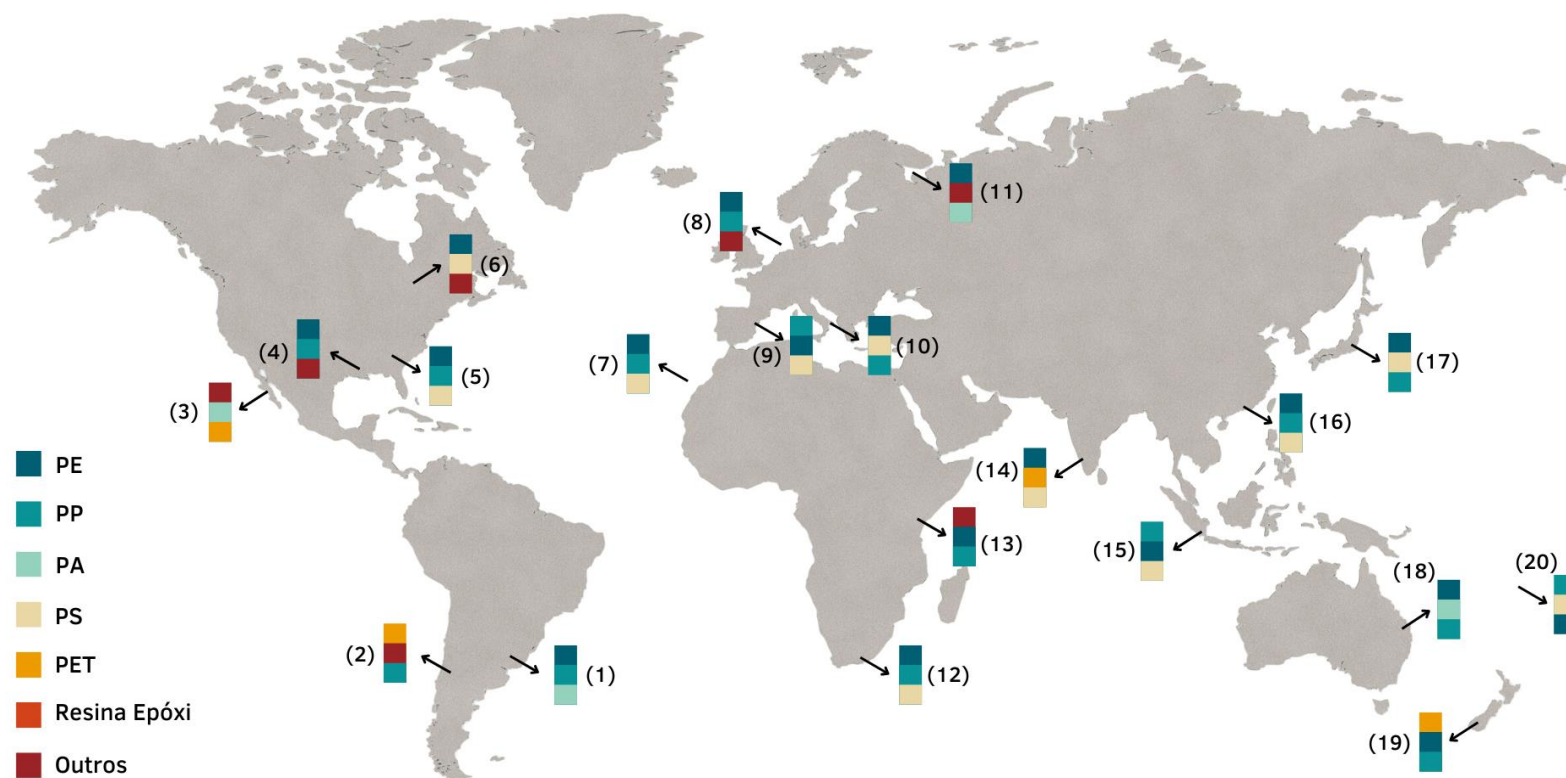 (11)
(8)
(6)
(4)
(5)
(7)
(9)
(10)
(17)
(3)
(16)
(14)
(13)
(15)
(18)
(20)
(2)
(1)
(12)
(19)
PE
PP
PA
PS
PET
Resina Epóxi
Outros